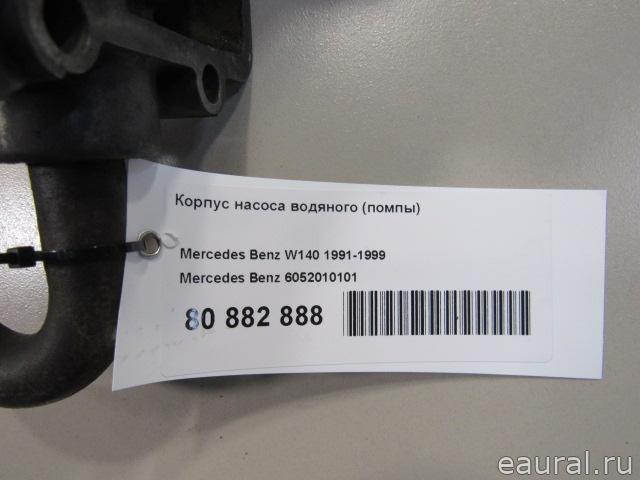 Корпус насоса водяного (помпы)
Mercedes Benz W140 1991-1999
Mercedes Benz 6052010101
80 882 888
eaural.ru